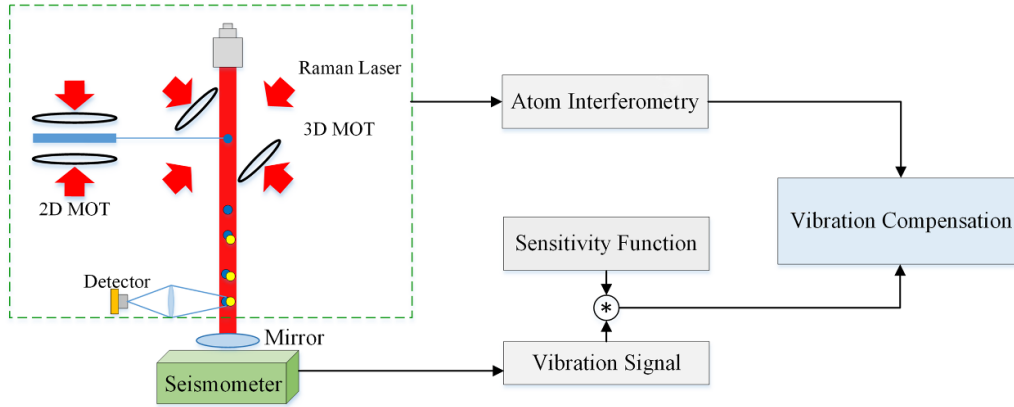 Raman Laser
Atom Interferometry
3D MOT
2D MOT
Vibration Compensation
Sensitivity Function
Detector
*
Mirror
Vibration Signal
Seismometer